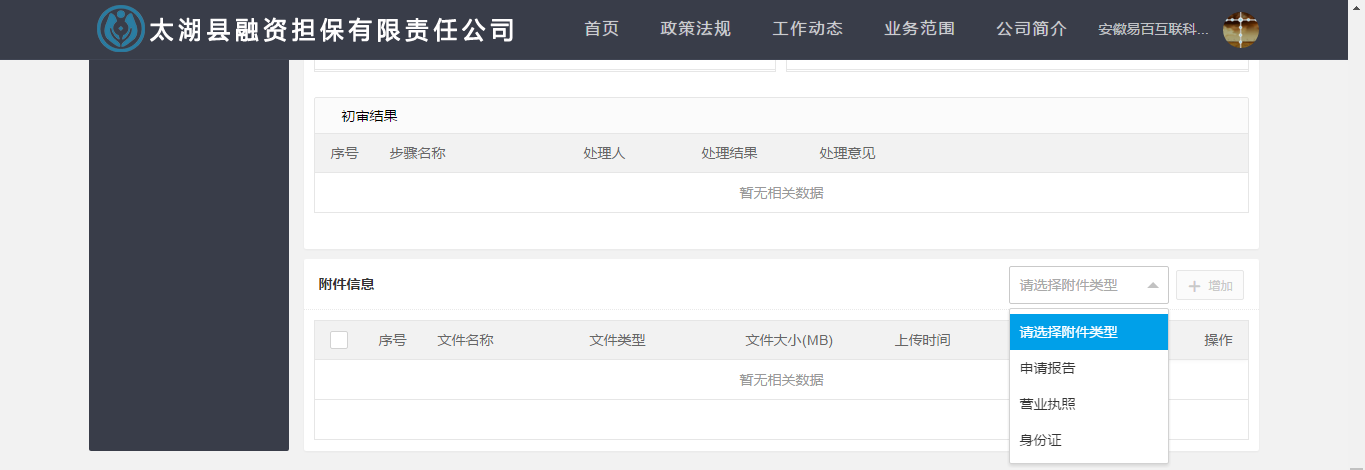 太湖县融资担保有限责任公司 首页 政策法规 工作动态 业务范围 公司简介 安徽易百互联科...
初审结果
序号 步骤名称 处理人 处理结果 处理意见
暂无相关数据
附件信息 请选择附件类型 + 增加
请选择附件类型
序号 文件名称 文件类型 文件大小(MB) 上传时间 操作
申请报告
暂无相关数据
营业执照
身份证